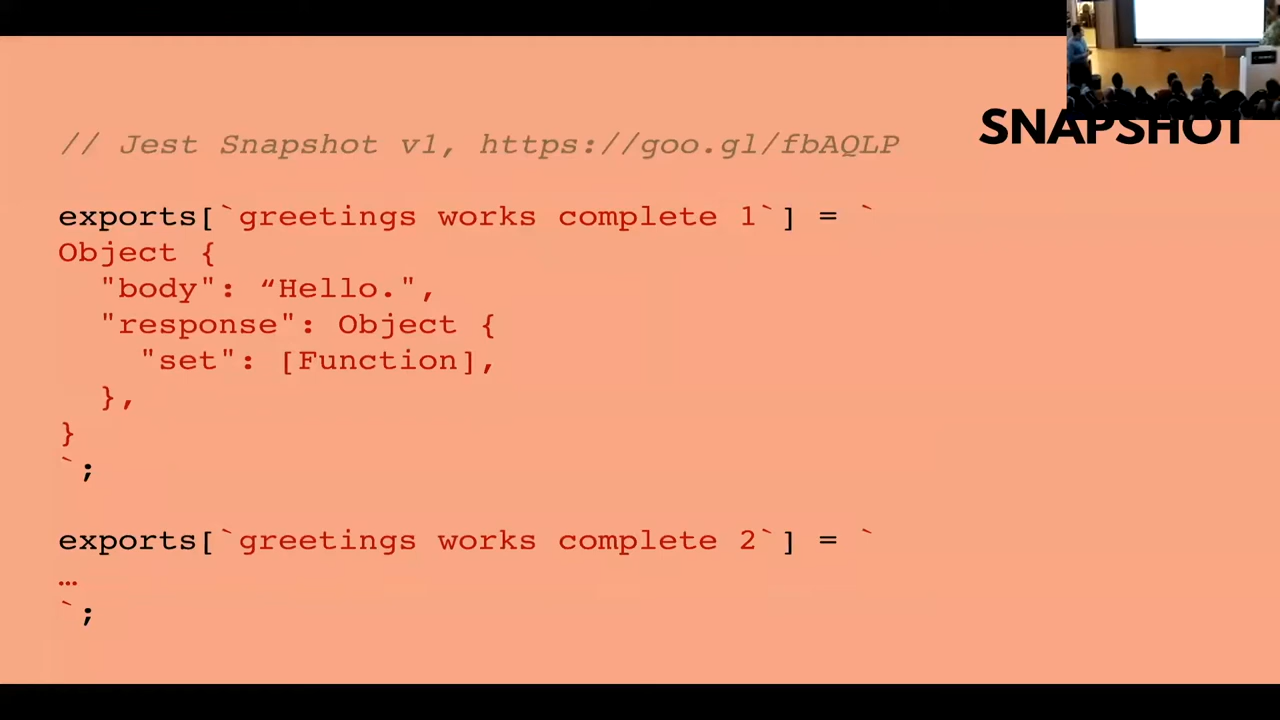 SNAPSHOT
// Jest Snapshot v1, https://goo.gl/fbAQLP
exports[`greetings works complete 1`] = `
Object {
  "body": “Hello.",
  "response": Object {
    "set": [Function],
  },
}
`;
exports[`greetings works complete 2`] = `
…
`;